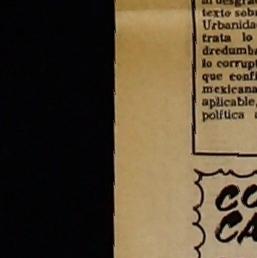 texto sob
Urbanida
trata lo
dredumb
lo corrup
que conf
mexicana
aplicable,
política a
CO
CA